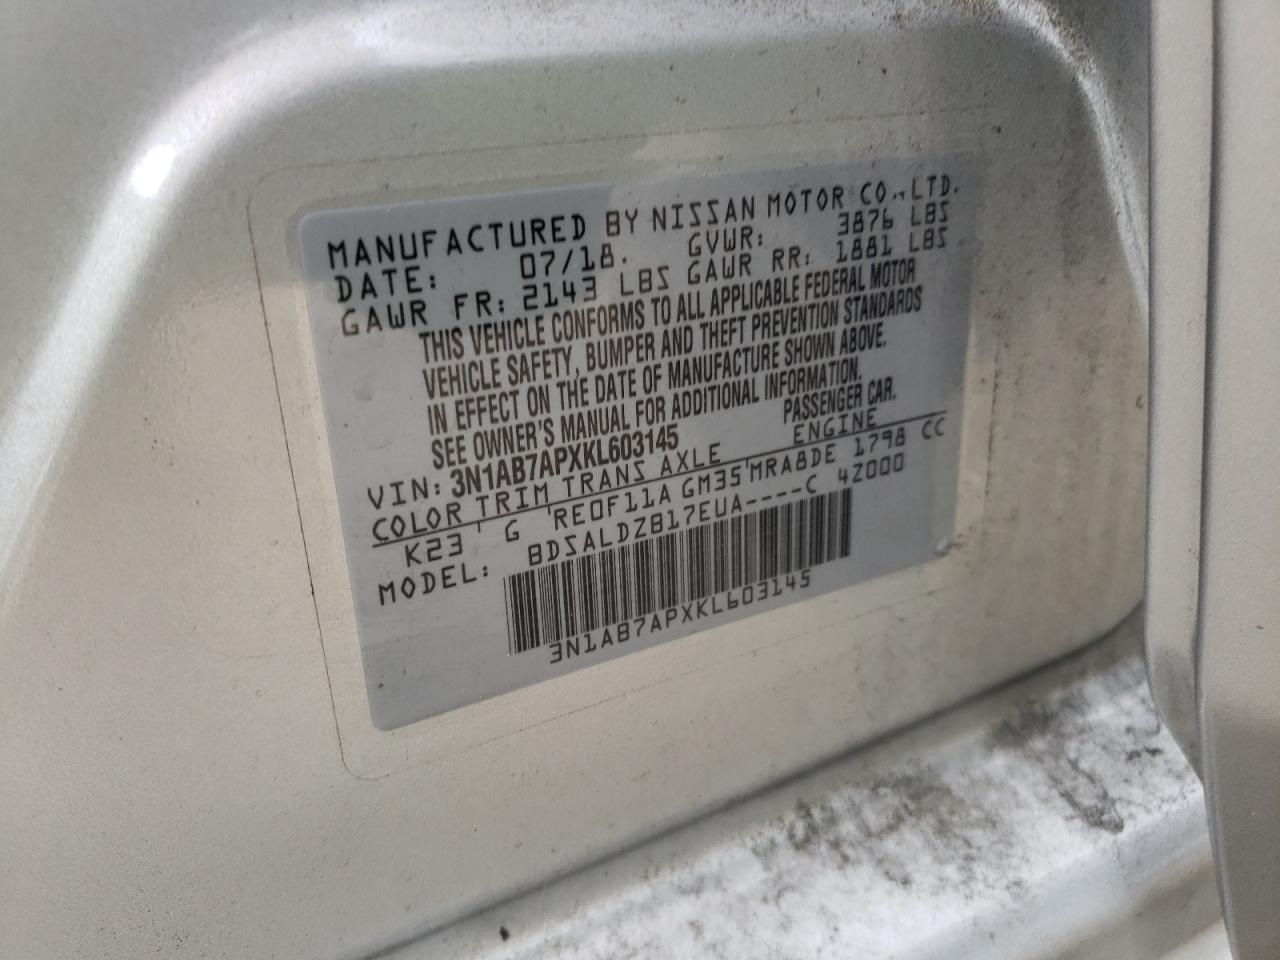 MANUFACTURED BY NISSAN MOTOR CO.,LTD.
DATE: 07/18. GVWR: 3876 LBS
GAWR FR: 2143 LBS GAWR RR: 1881 LBS
THIS VEHICLE CONFORMS TO ALL APPLICABLE FEDERAL MOTOR
VEHICLE SAFETY, BUMPER AND THEFT PREVENTION STANDARDS
IN EFFECT ON THE DATE OF MANUFACTURE SHOWN ABOVE.
SEE OWNER'S MANUAL FOR ADDITIONAL INFORMATION.
VIN: 3N1AB7APXKL603145 PASSENGER CAR.
COLOR TRIM TRANS AXLE ENGINE
K23 ' G 'RE0F11A GM35'MRA8DE 1798 CC
MODEL: BDSALDZB17EUA----C 4Z000
3N1AB7APXKL603145